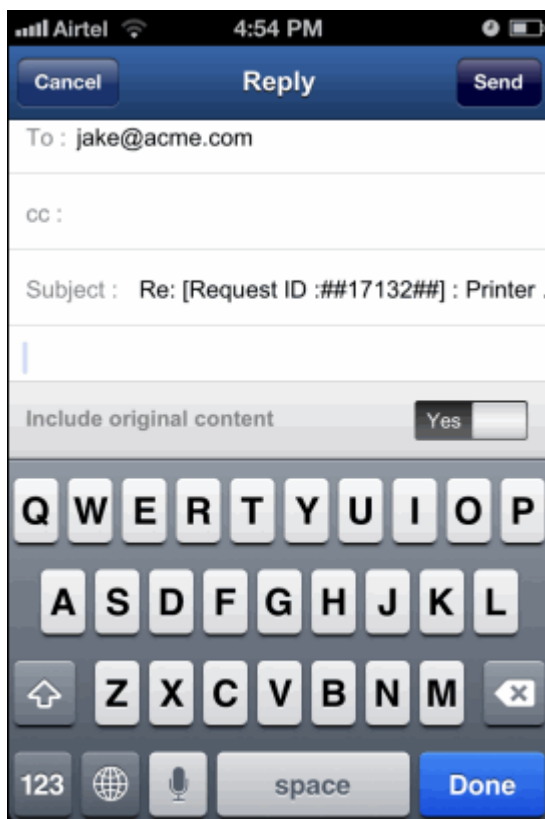 Airtel 4:54 PM
Cancel Reply Send
To : jake@acme.com
cc :
Subject : Re: [Request ID :##17132##] : Printer .
Include original content Yes
Q W E R T Y U I O P
A S D F G H J K L
Z X C V B N M
123 space Done